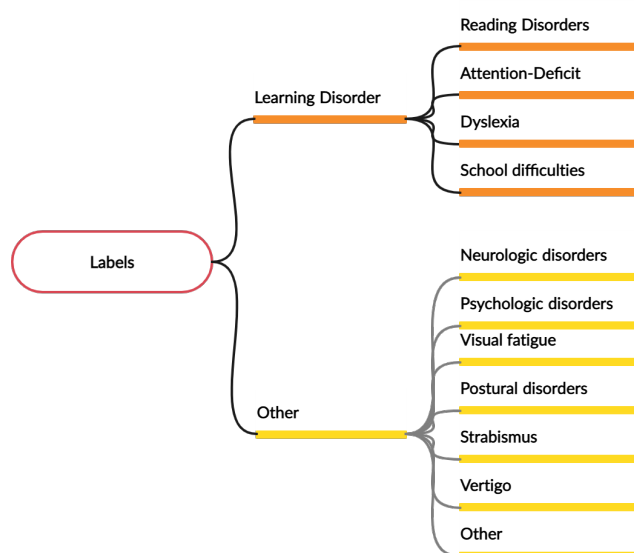 Labels
Learning Disorder
Reading Disorders
Attention-Deficit
Dyslexia
School difficulties
Other
Neurologic disorders
Psychologic disorders
Visual fatigue
Postural disorders
Strabismus
Vertigo
Other